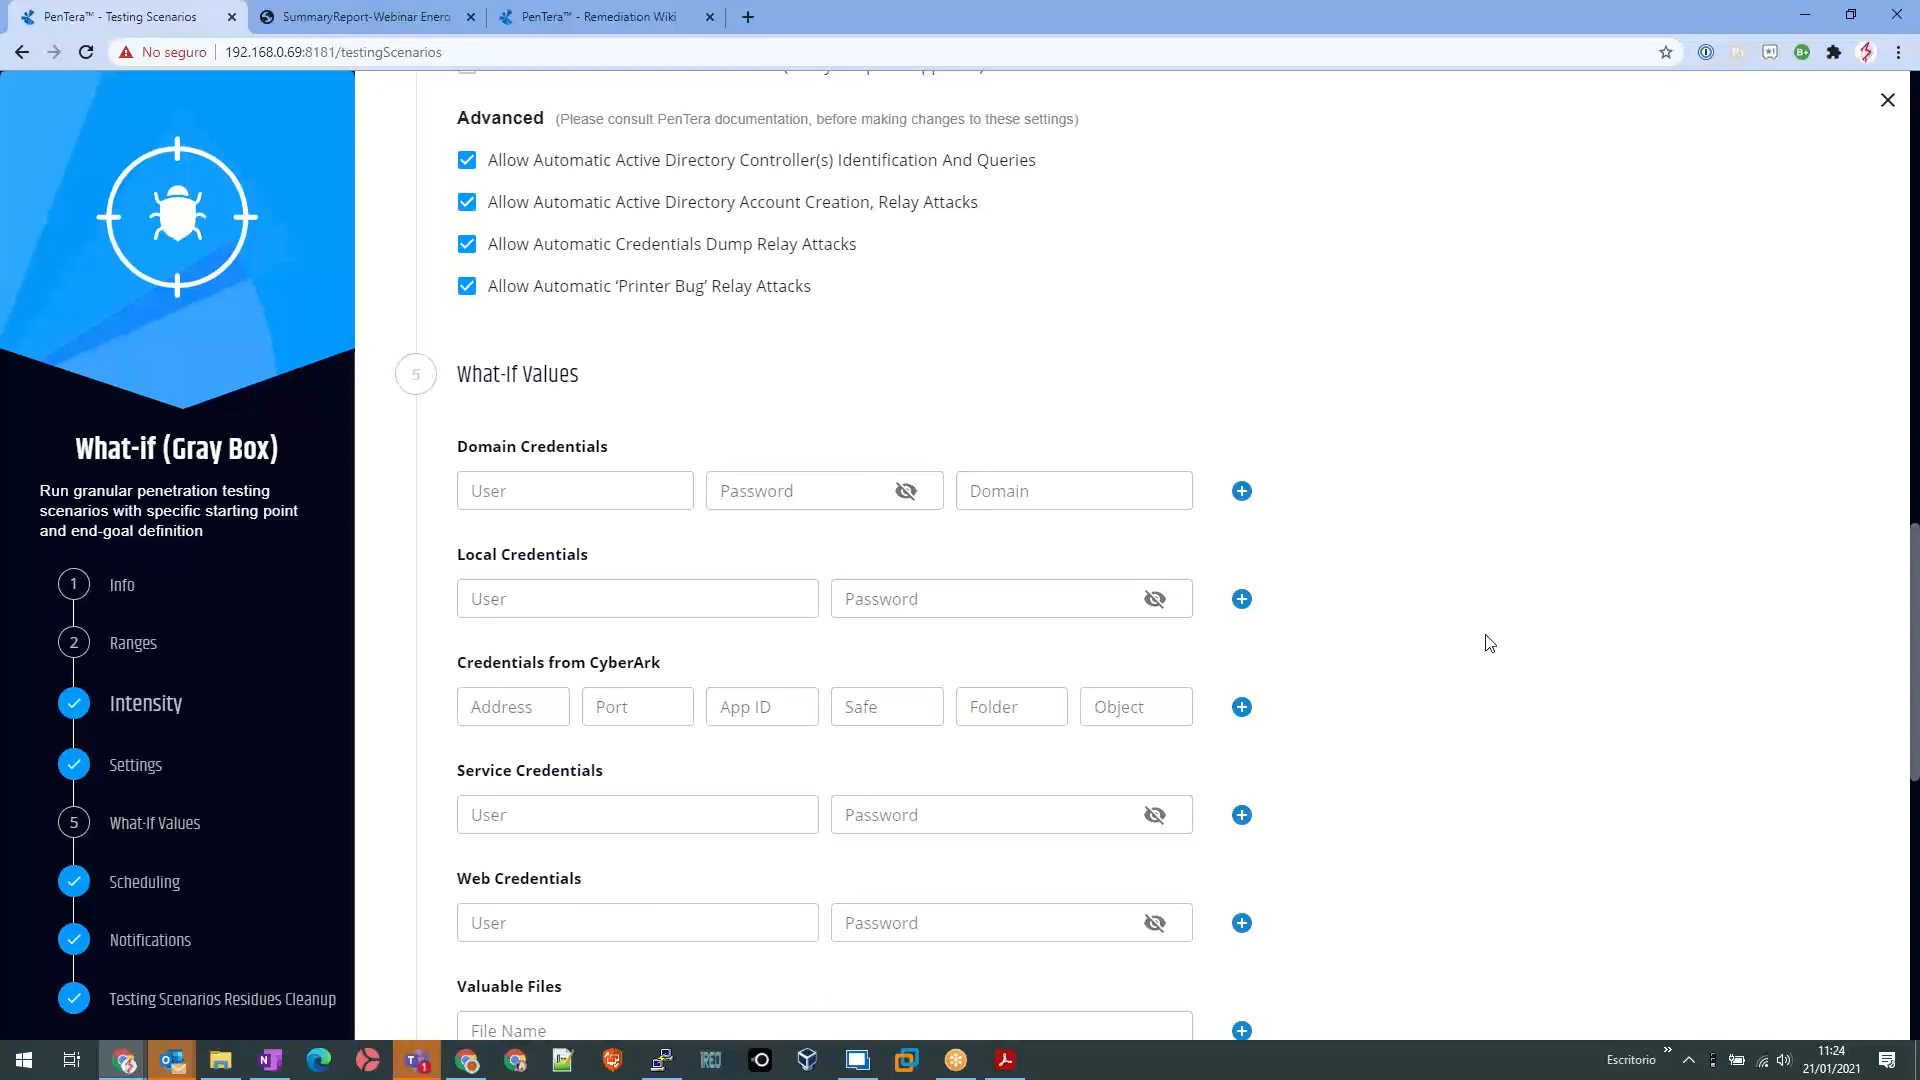 PenTera™ - Testing Scenarios
SummaryReport-Webinar Enero
PenTera™ - Remediation Wiki
No seguro
192.168.0.69:8181/testingScenarios
Advanced (Please consult PenTera documentation, before making changes to these settings)
Allow Automatic Active Directory Controller(s) Identification And Queries
Allow Automatic Active Directory Account Creation, Relay Attacks
Allow Automatic Credentials Dump Relay Attacks
Allow Automatic ‘Printer Bug’ Relay Attacks
5 What-If Values
Domain Credentials
User Password Domain
Local Credentials
User Password
Credentials from CyberArk
Address Port App ID Safe Folder Object
Service Credentials
User Password
Web Credentials
User Password
Valuable Files
File Name
What-if (Gray Box)
Run granular penetration testing
scenarios with specific starting point
and end-goal definition
1 Info
2 Ranges
Intensity
Settings
5 What-If Values
Scheduling
Notifications
Testing Scenarios Residues Cleanup
Escritorio
11:24
21/01/2021